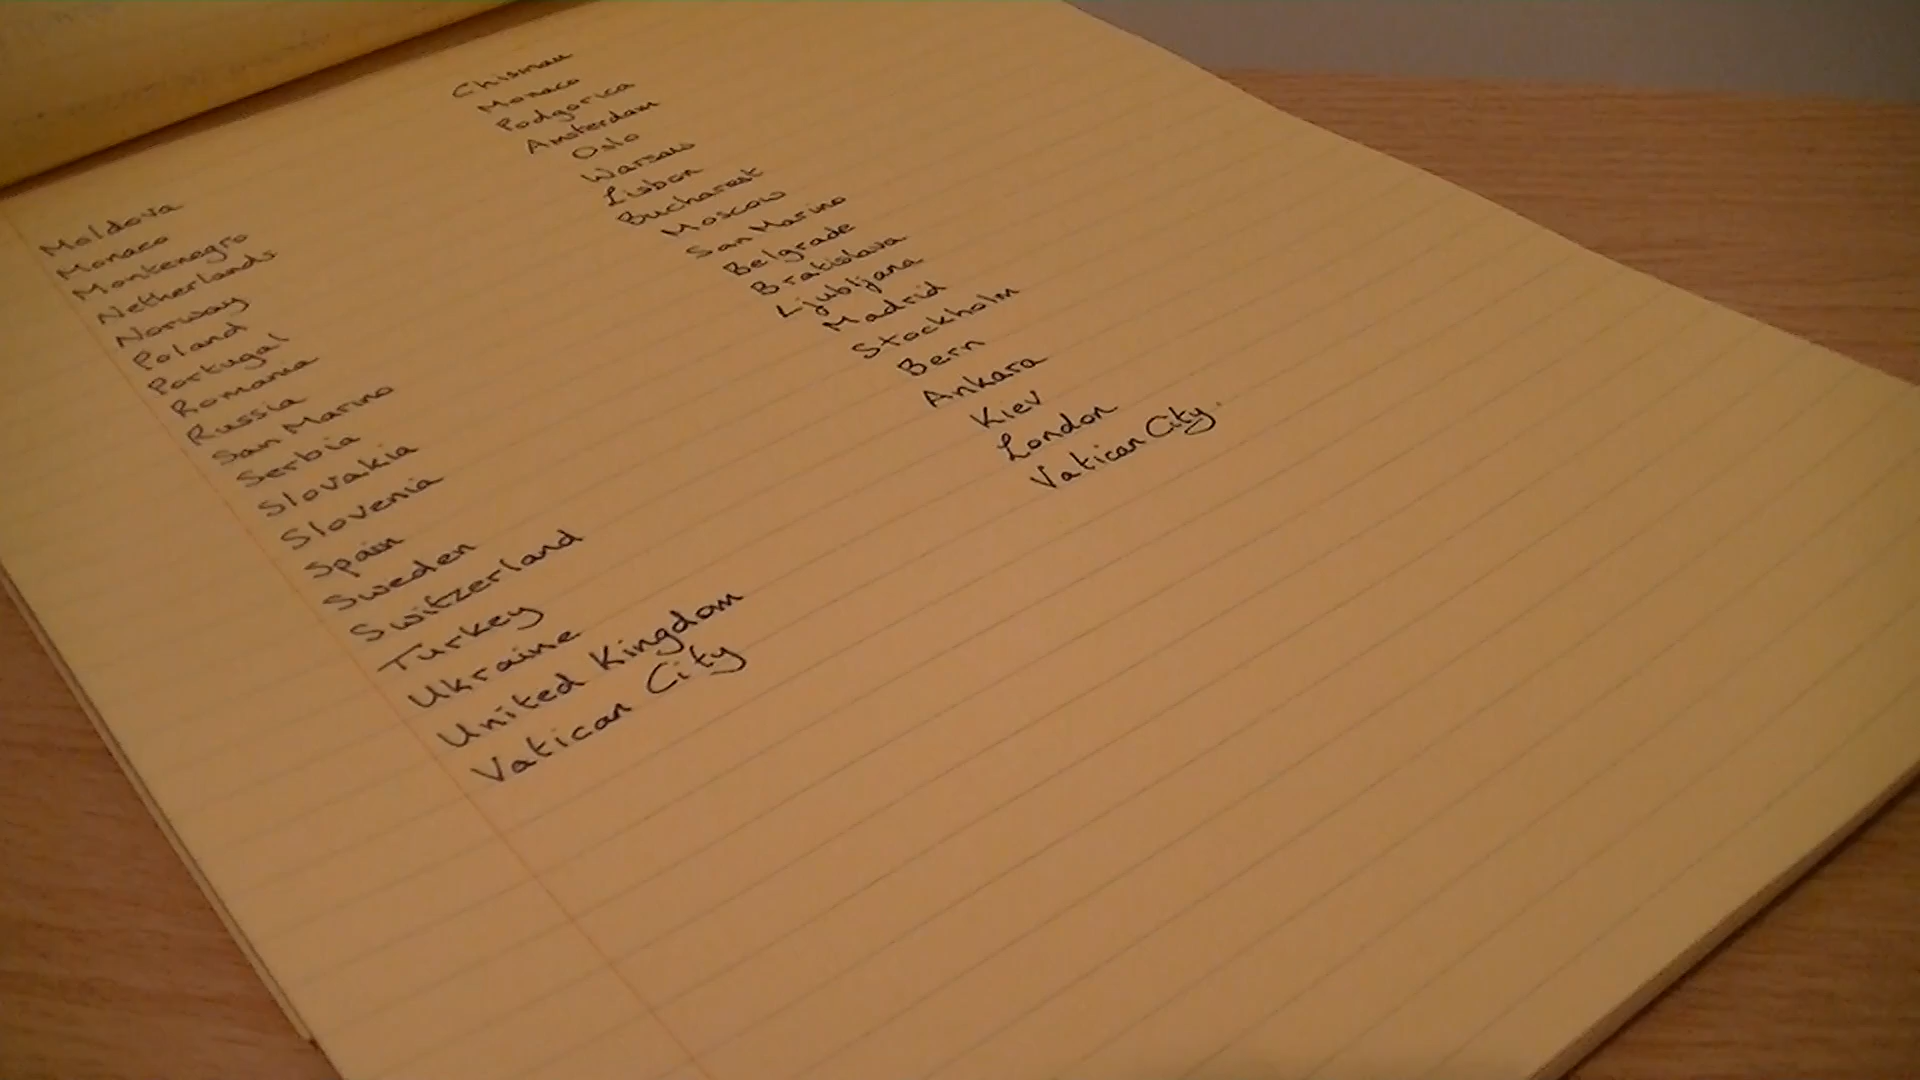 Moldova Chisinau
Monaco Monaco
Montenegro Podgorica
Netherlands Amsterdam
Norway Oslo
Poland Warsaw
Portugal Lisbon
Romania Bucharest
Russia Moscow
San Marino San Marino
Serbia Belgrade
Slovakia Bratislava
Slovenia Ljubljana
Spain Madrid
Sweden Stockholm
Switzerland Bern
Turkey Ankara
Ukraine Kiev
United Kingdom London
Vatican City Vatican City